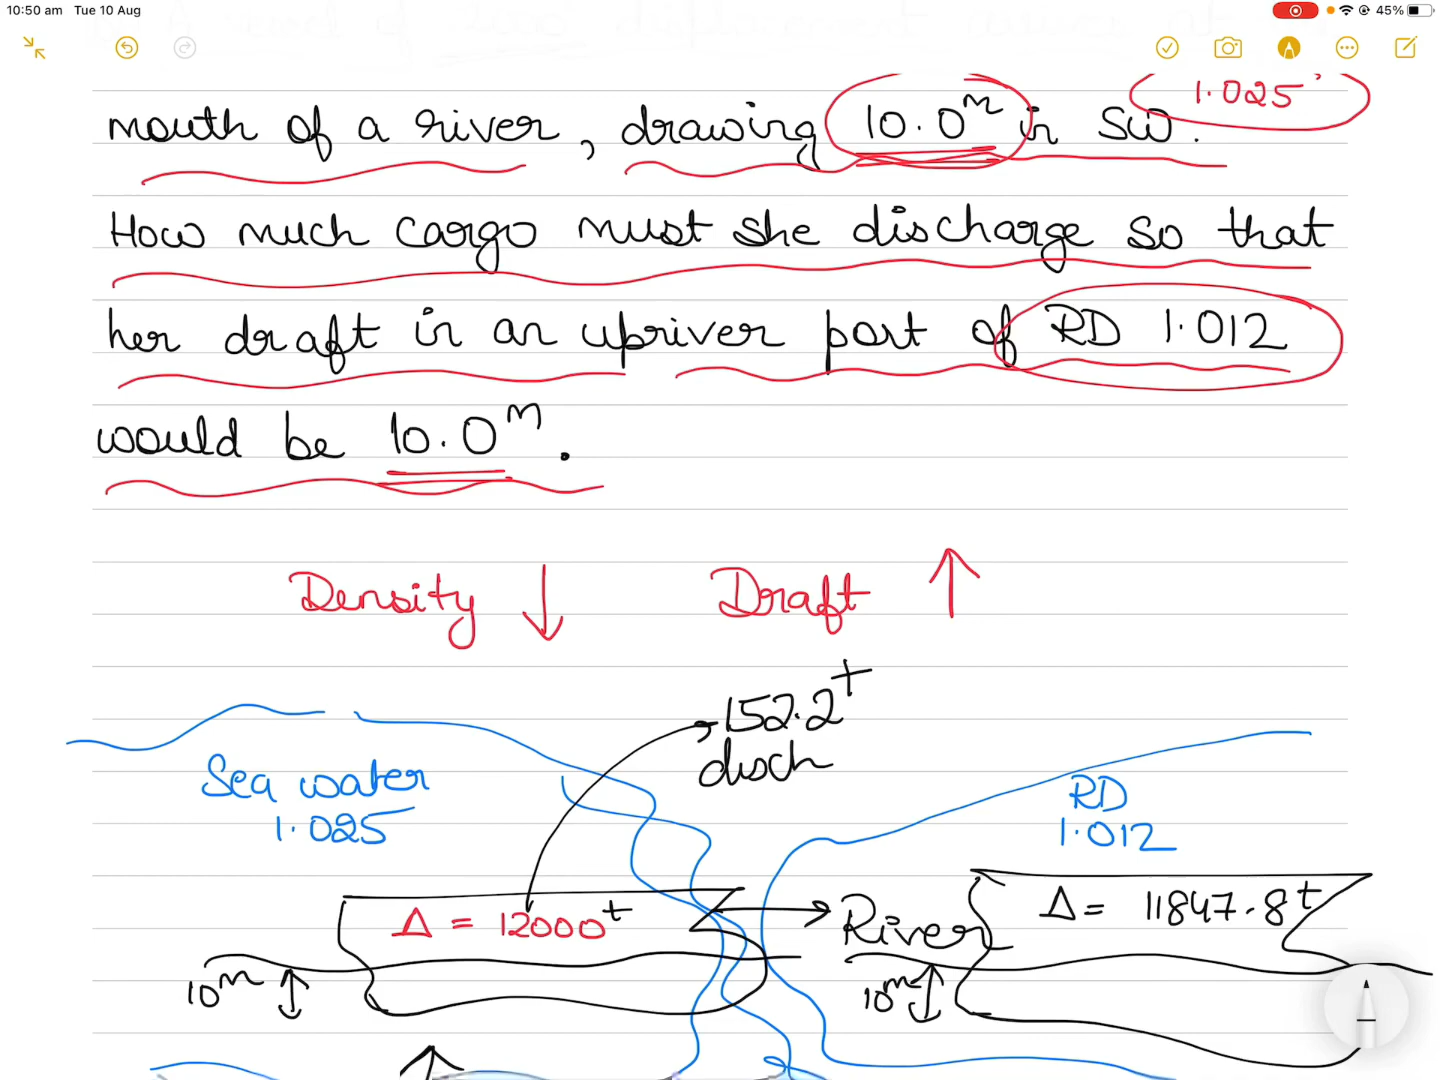 10:50 am Tue 10 Aug
45%
1.025
mouth of a river, drawing 10.0m in SW.
How much cargo must she discharge so that
her draft in an upriver port of RD 1.012
would be 10.0m.
Density ↓ Draft ↑
152.2t
disch
Sea water
1.025
RD
1.012
Δ = 12000t
River
Δ = 11847.8t
10m
10m